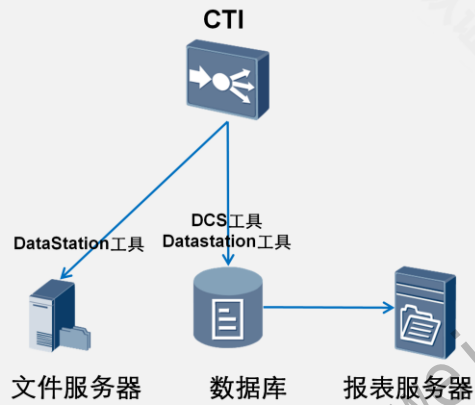 CTI
DataStation工具
DCS工具
Datastation工具
文件服务器
数据库
报表服务器